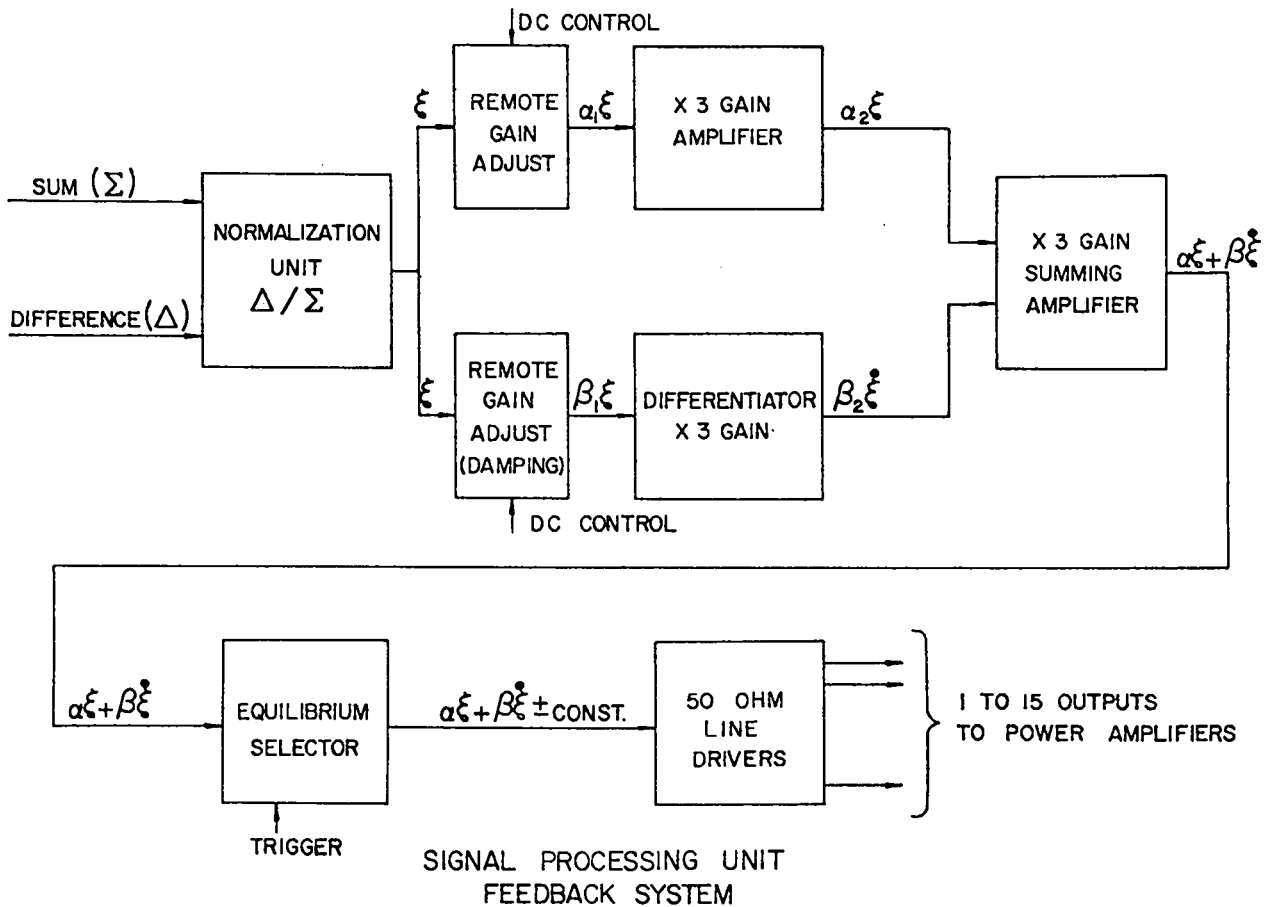 DC CONTROL
ξ
REMOTE
GAIN
ADJUST
α₁ξ
X 3 GAIN
AMPLIFIER
α₂ξ
SUM (Σ)
DIFFERENCE (Δ)
NORMALIZATION
UNIT
Δ/Σ
ξ
REMOTE
GAIN
ADJUST
(DAMPING)
DC CONTROL
β₁ξ
DIFFERENTIATOR
X 3 GAIN
β₂ξ̇
X 3 GAIN
SUMMING
AMPLIFIER
αξ+βξ̇
αξ+βξ̇
EQUILIBRIUM
SELECTOR
TRIGGER
αξ+βξ̇ ± CONST.
50 OHM
LINE
DRIVERS
1 TO 15 OUTPUTS
TO POWER AMPLIFIERS
SIGNAL PROCESSING UNIT
FEEDBACK SYSTEM